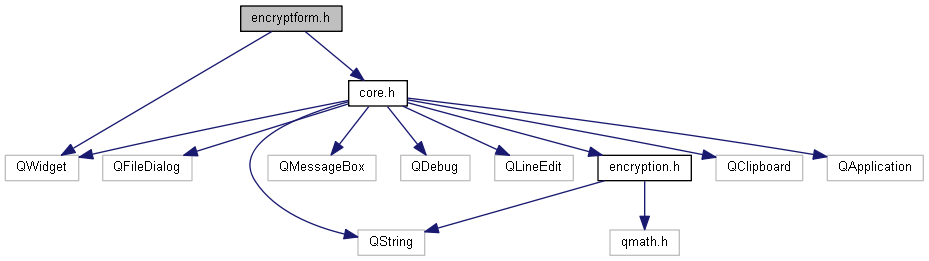 encryptform.h
core.h
QWidget
QFileDialog
QMessageBox
QDebug
QLineEdit
encryption.h
QClipboard
QApplication
QString
qmath.h